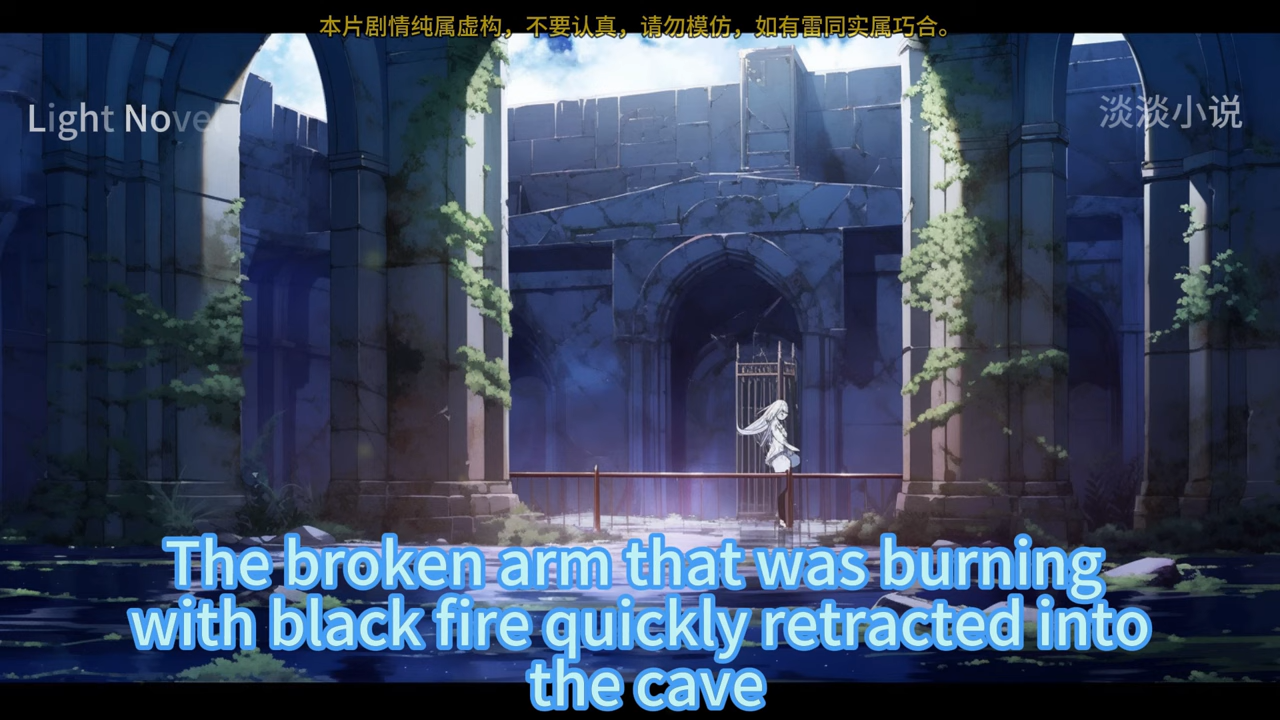 本片剧情纯属虚构，不要认真，请勿模仿，如有雷同实属巧合。
Light Novel
淡淡小说
The broken arm that was burning
with black fire quickly retracted into
the cave